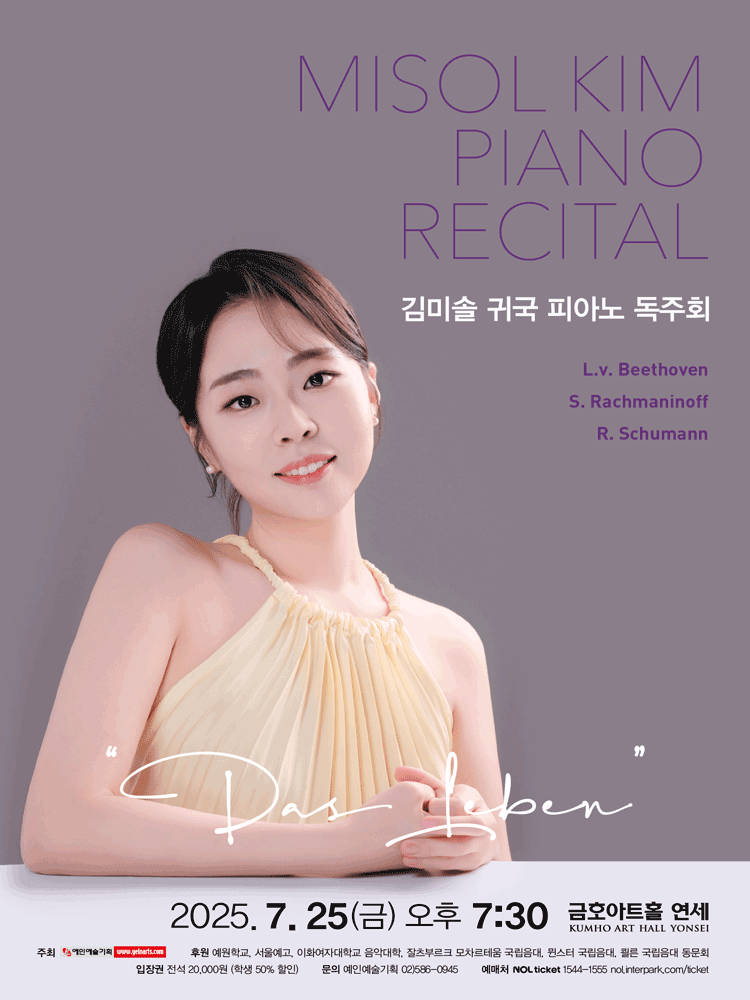 MISOL KIM
PIANO
RECITAL
김미솔 귀국 피아노 독주회
L.v. Beethoven
S. Rachmaninoff
R. Schumann
“Das Leben”
2025. 7. 25(금) 오후 7:30 금호아트홀 연세
KUMHO ART HALL YONSEI
주최 예인예술기획 www.yeinarts.com 후원 예원학교, 서울예고, 이화여자대학교 음악대학, 잘츠부르크 모차르테움 국립음대, 뮌스터 국립음대, 쾰른 국립음대 동문회
입장권 전석 20,000원 (학생 50% 할인) 문의 예인예술기획 02)586-0945 예매처 NOL ticket 1544-1555 nol.interpark.com/ticket